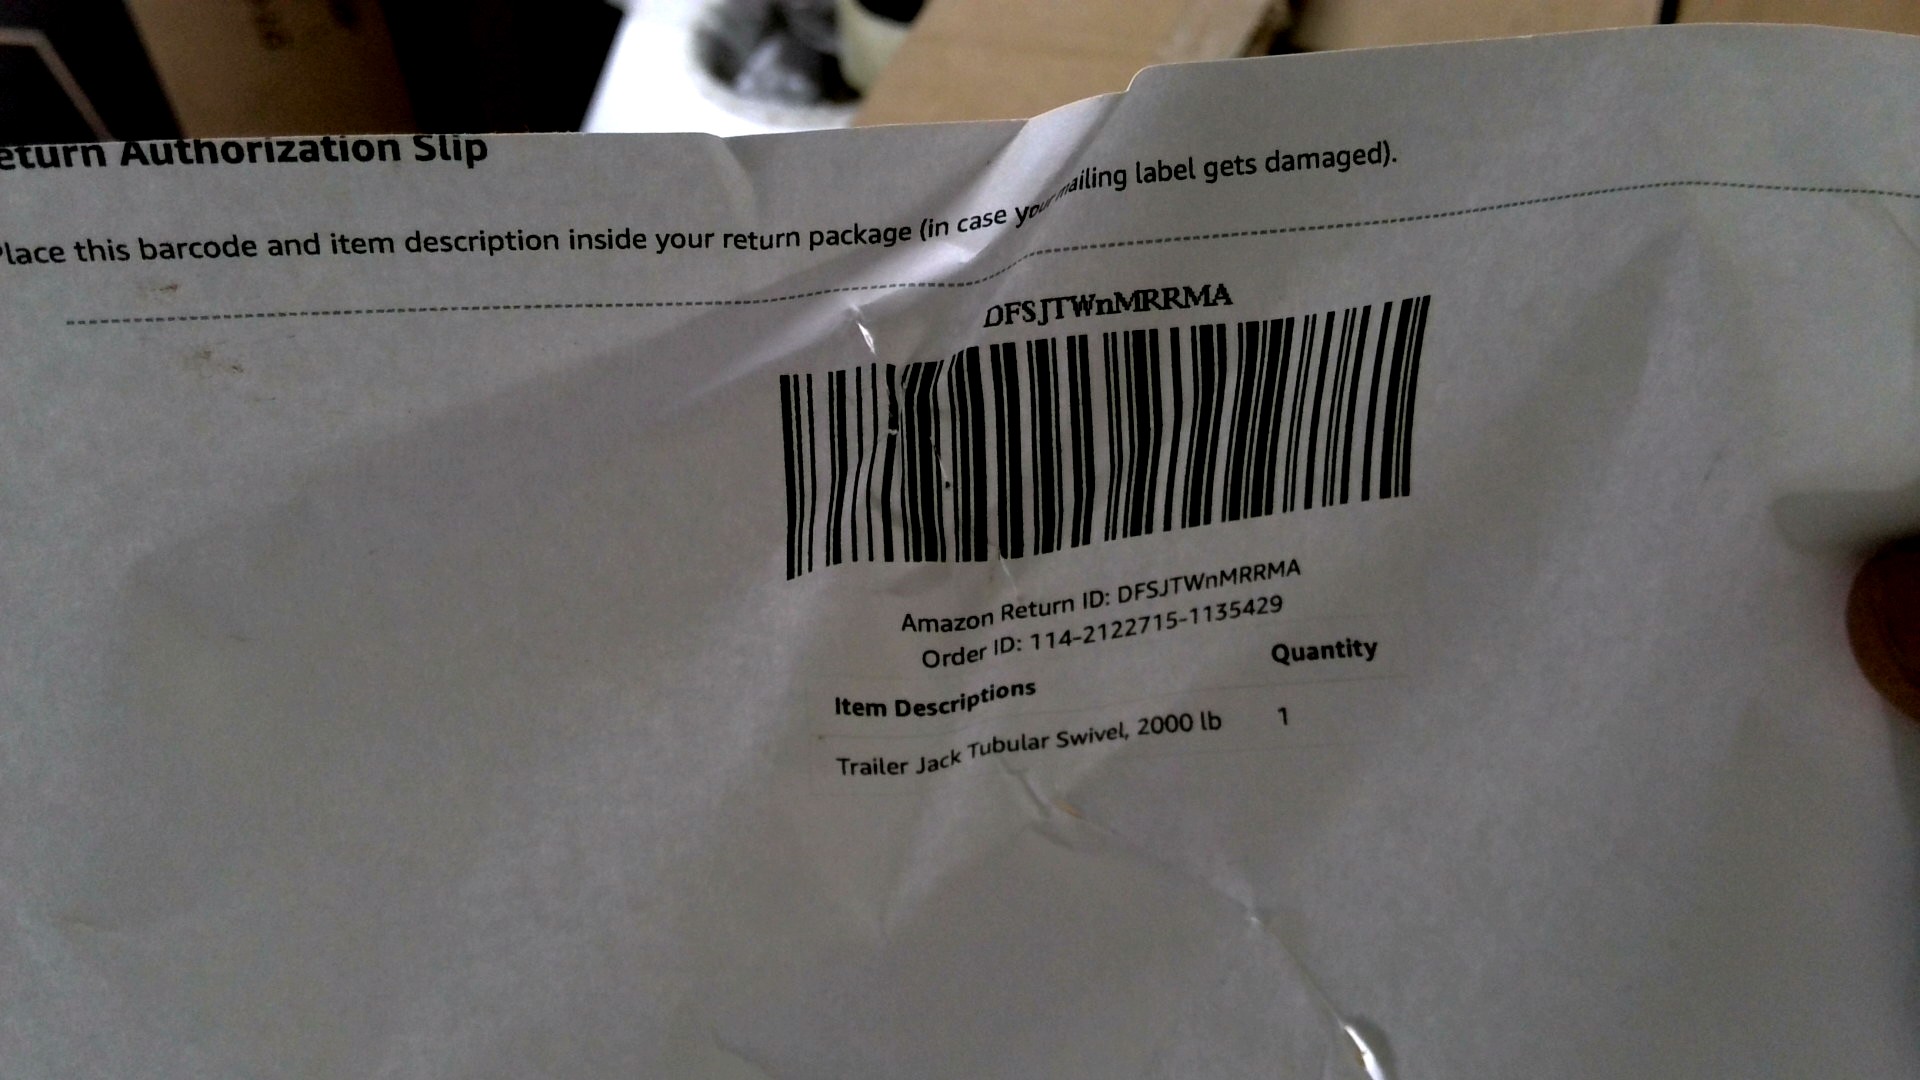 eturn Authorization Slip
Place this barcode and item description inside your return package (in case your mailing label gets damaged).
DFSJTWnMRRMA
Amazon Return ID: DFSJTWnMRRMA
Order ID: 114-2122715-1135429
Item Descriptions Quantity
Trailer Jack Tubular Swivel, 2000 lb 1